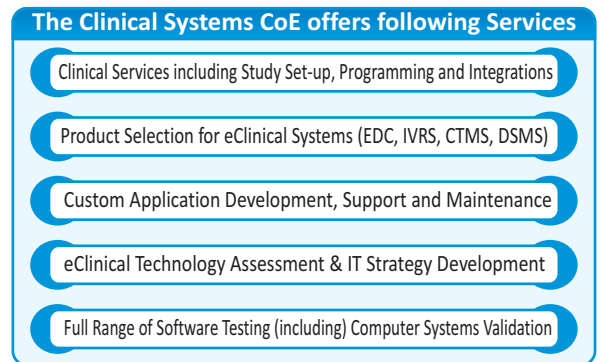 The Clinical Systems CoE offers following Services
Clinical Services including Study Set-up, Programming and Integrations
Product Selection for eClinical Systems (EDC, IVRS, CTMS, DSMS)
Custom Application Development, Support and Maintenance
eClinical Technology Assessment & IT Strategy Development
Full Range of Software Testing (including) Computer Systems Validation